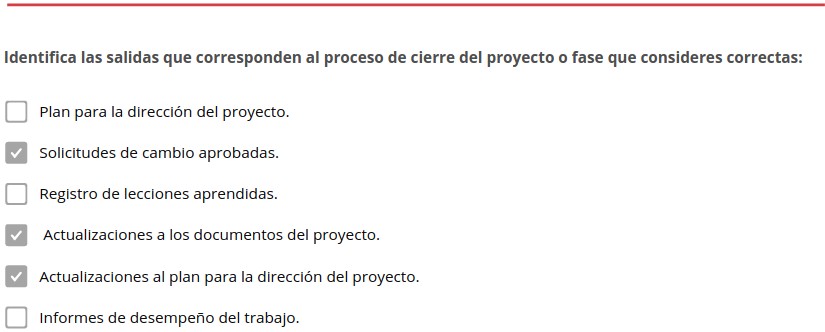 Identifica las salidas que corresponden al proceso de cierre del proyecto o fase que consideres correctas:
Plan para la dirección del proyecto.
Solicitudes de cambio aprobadas.
Registro de lecciones aprendidas.
Actualizaciones a los documentos del proyecto.
Actualizaciones al plan para la dirección del proyecto.
Informes de desempeño del trabajo.